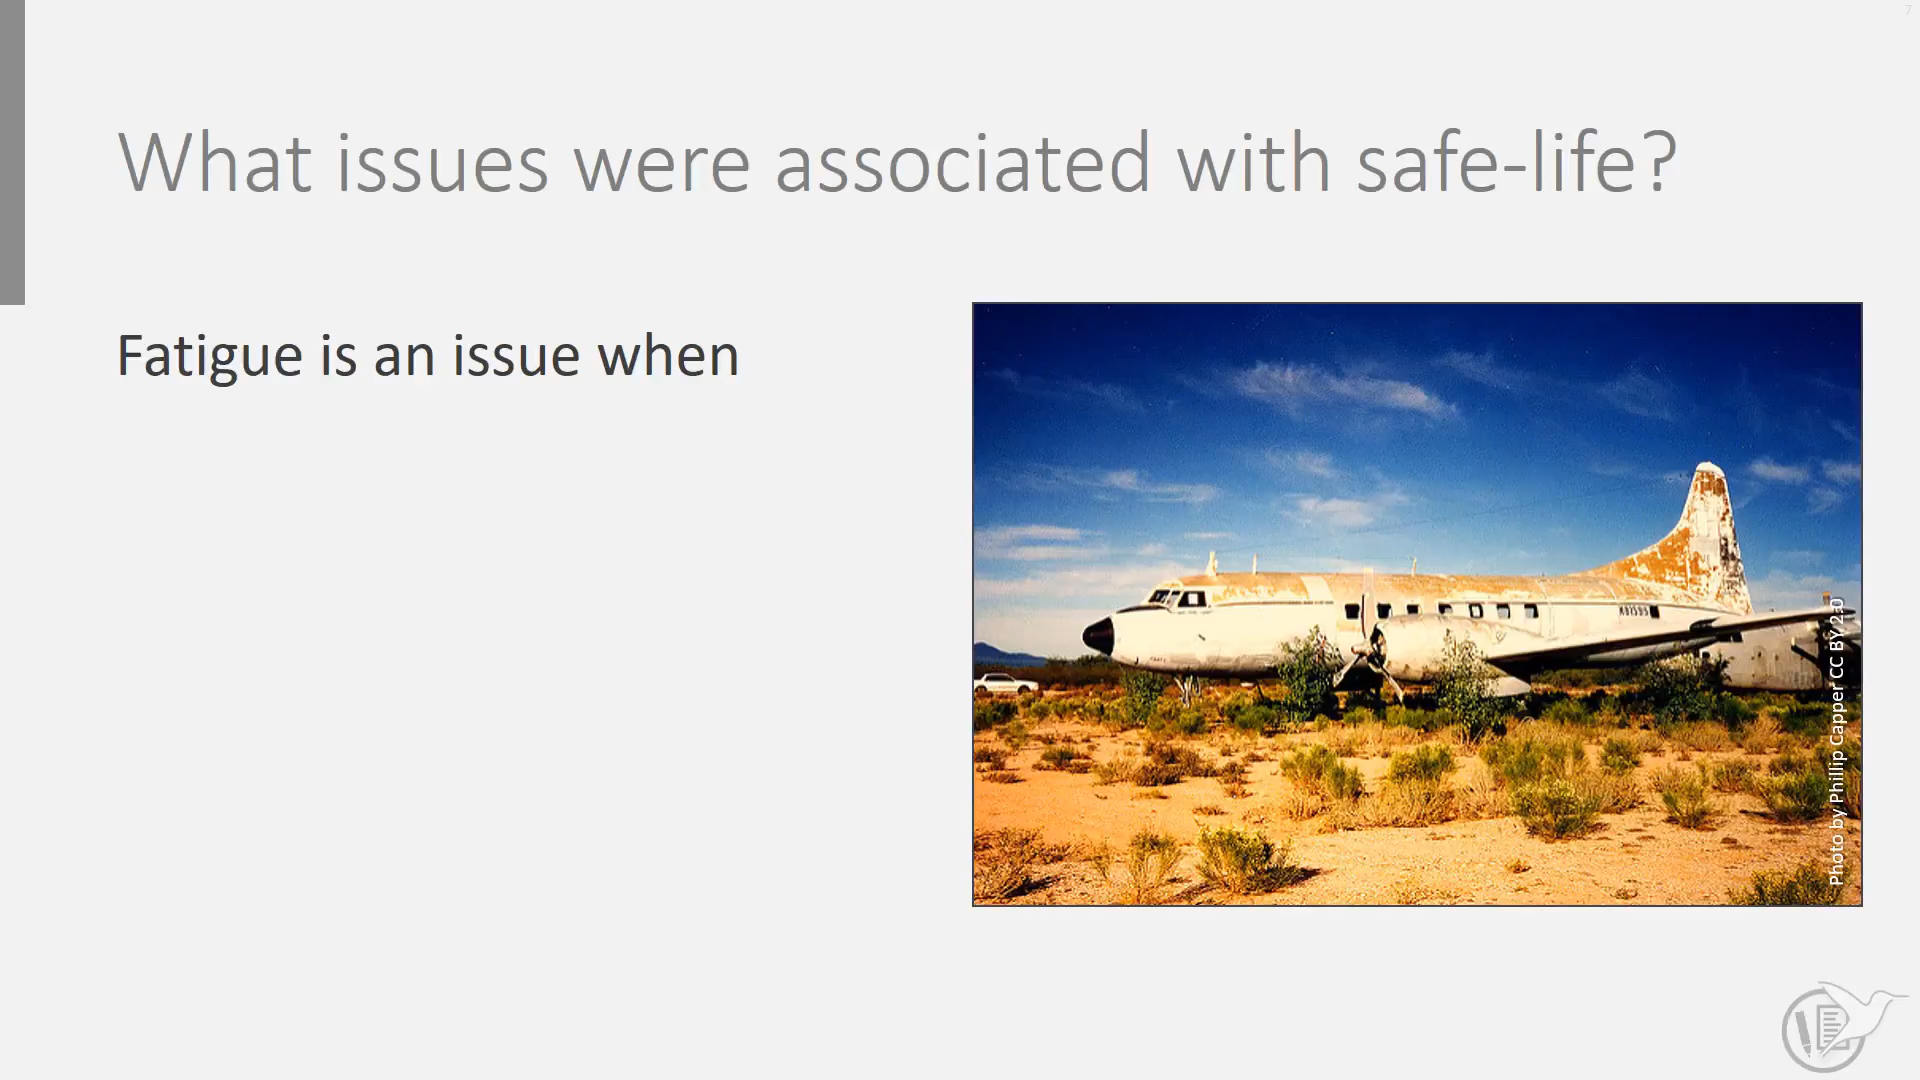 7
What issues were associated with safe-life?
Fatigue is an issue when
Photo by Phillip Capper CC BY 2.0